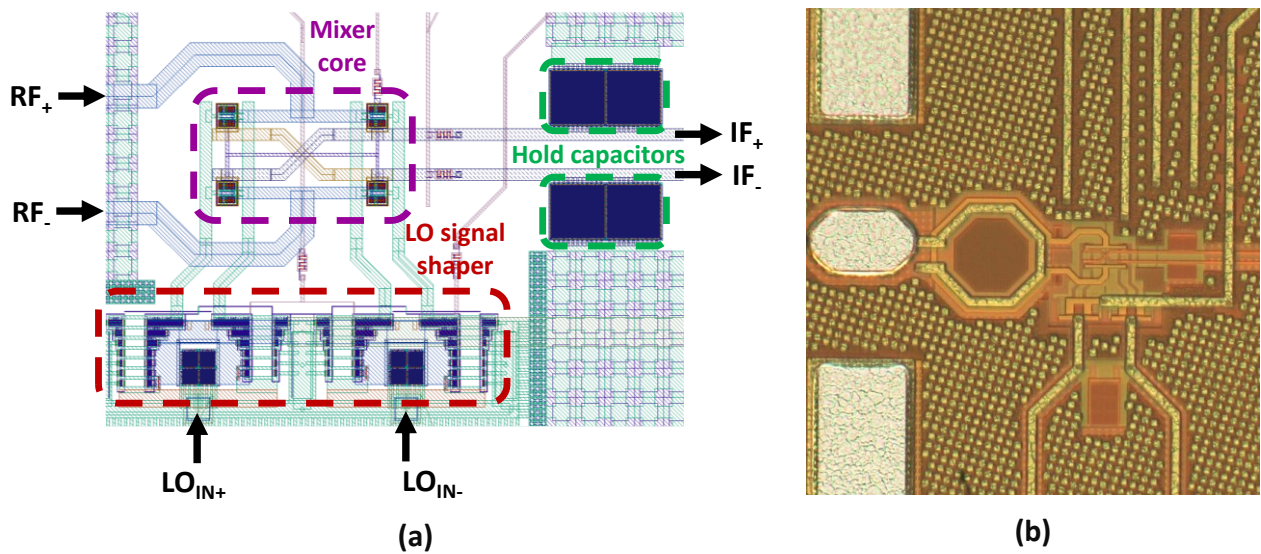 Mixer
core
RF+
IF+
Hold capacitors
IF-
RF-
LO signal
shaper
LOIN+
LOIN-
(a)
(b)